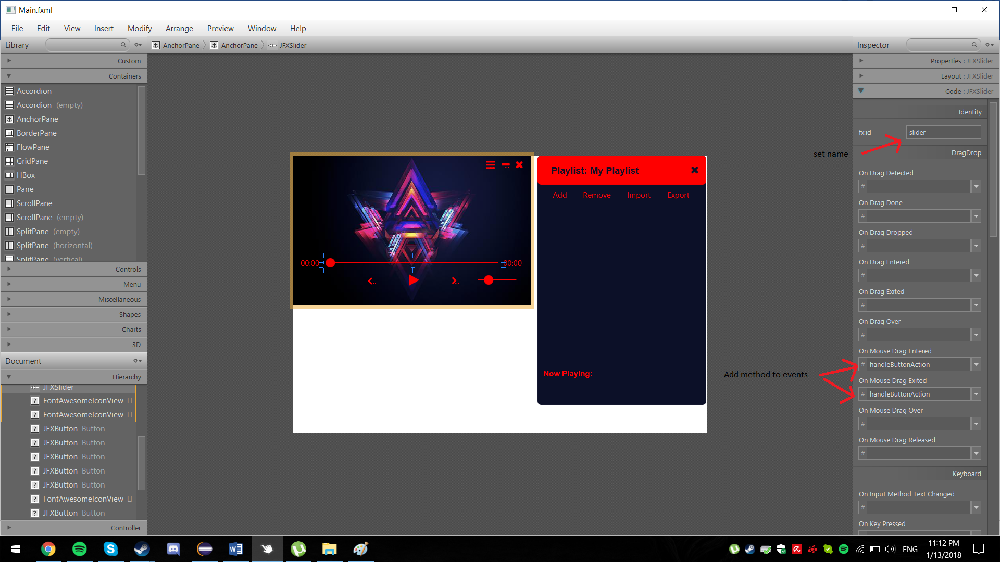 Main.fxml
File Edit View Insert Modify Arrange Preview Window Help
Library
AnchorPane AnchorPane JFXSlider
Inspector
Custom
Containers
Accordion
Accordion (empty)
AnchorPane
BorderPane
FlowPane
GridPane
HBox
Pane
ScrollPane
ScrollPane (empty)
SplitPane (empty)
SplitPane (horizontal)
SplitPane (vertical)
Controls
Menu
Miscellaneous
Shapes
Charts
3D
Document
Hierarchy
JFXSlider
FontAwesomeIconView
FontAwesomeIconView
JFXButton Button
JFXButton Button
JFXButton Button
JFXButton Button
JFXButton Button
FontAwesomeIconView
JFXButton Button
Controller
00:00
00:00
Playlist: My Playlist
Add Remove Import Export
Now Playing:
set name
Add method to events
Properties : JFXSlider
Layout : JFXSlider
Code : JFXSlider
Identity
fx:id slider
DragDrop
On Drag Detected
#
On Drag Done
#
On Drag Dropped
#
On Drag Entered
#
On Drag Exited
#
On Drag Over
#
On Mouse Drag Entered
# handleButtonAction
On Mouse Drag Exited
# handleButtonAction
On Mouse Drag Over
#
On Mouse Drag Released
#
Keyboard
On Input Method Text Changed
#
On Key Pressed
ENG
11:12 PM
1/13/2018